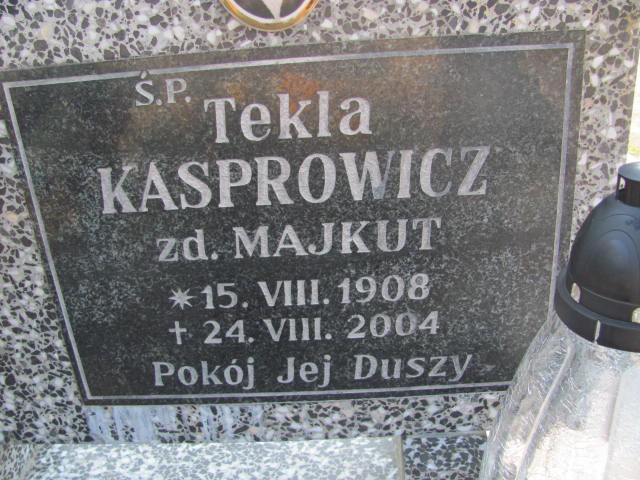 Ś.P.
Tekla
KASPROWICZ
zd. MAJKUT
✶ 15. VIII. 1908
✝ 24. VIII. 2004
Pokój Jej Duszy